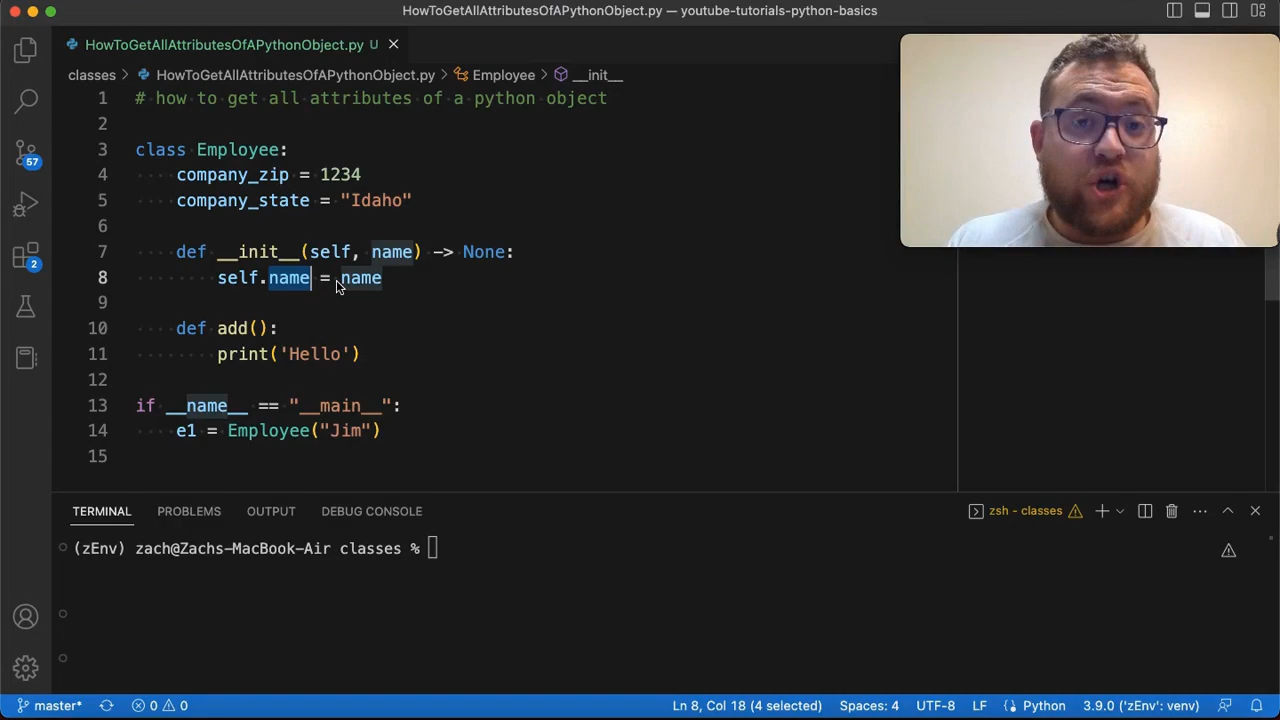 HowToGetAllAttributesOfAPythonObject.py — youtube-tutorials-python-basics
HowToGetAllAttributesOfAPythonObject.py U
classes > HowToGetAllAttributesOfAPythonObject.py > Employee > __init__
1 # how to get all attributes of a python object
2
3 class Employee:
4 company_zip = 1234
5 company_state = "Idaho"
6
7 def __init__(self, name) -> None:
8 self.name = name
9
10 def add():
11 print('Hello')
12
13 if __name__ == "__main__":
14 e1 = Employee("Jim")
15
57
2
TERMINAL PROBLEMS OUTPUT DEBUG CONSOLE zsh - classes
(zEnv) zach@Zachs-MacBook-Air classes %
master* 0 0 Ln 8, Col 18 (4 selected) Spaces: 4 UTF-8 LF Python 3.9.0 ('zEnv': venv)